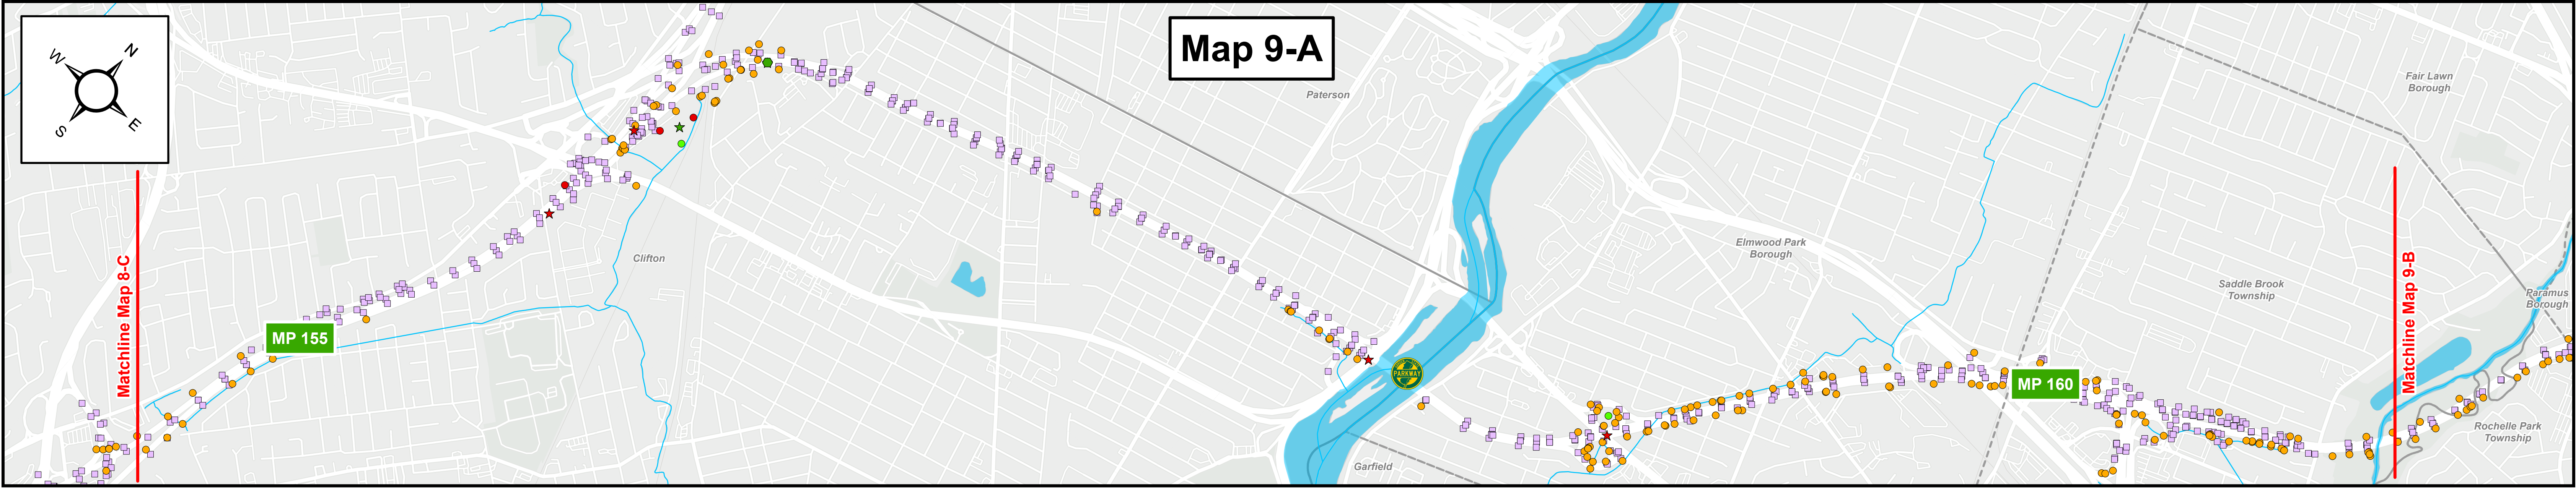 Map 9-A
W
N
S
E
Paterson
Fair Lawn
Borough
Clifton
Elmwood Park
Borough
Saddle Brook
Township
Paramus
Borough
Matchline Map 8-C
MP 155
PARKWAY
MP 160
Matchline Map 9-B
Rochelle Park
Township
Garfield